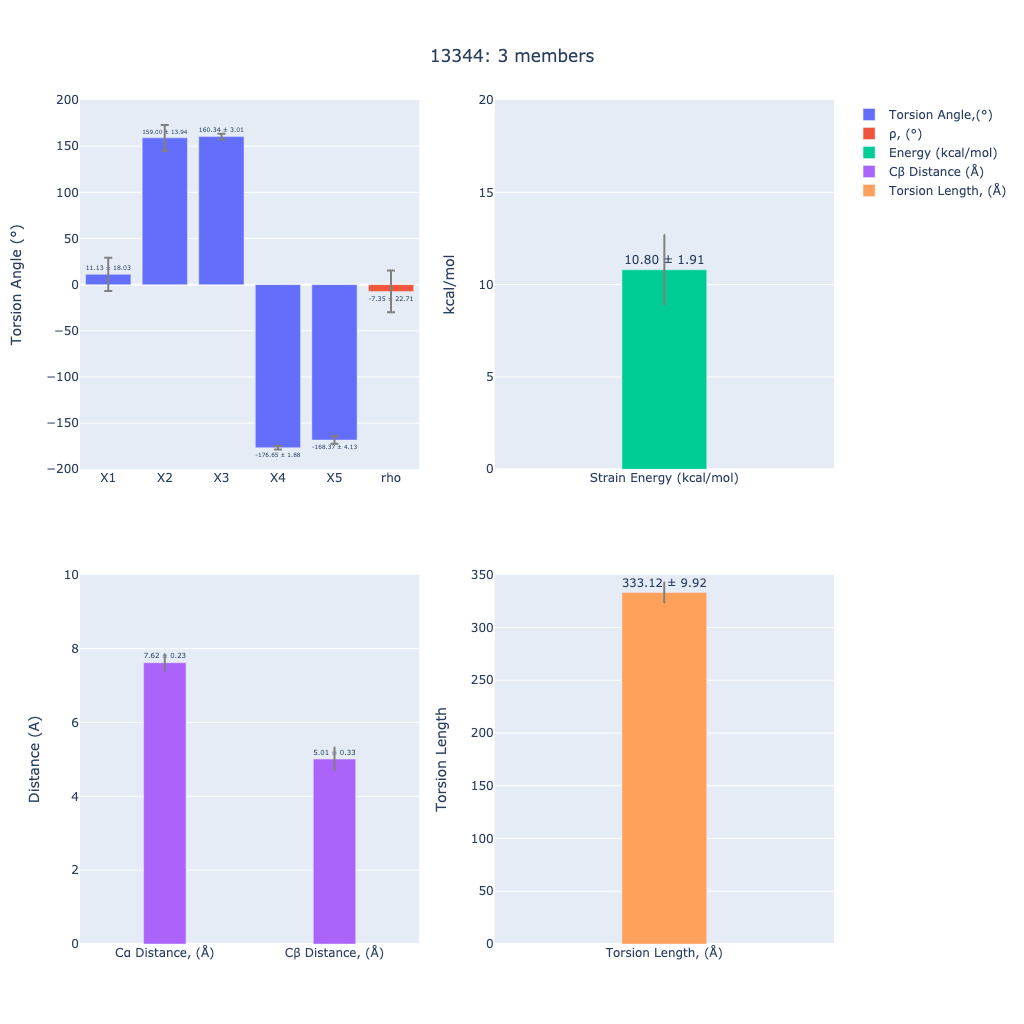 13344: 3 members
Torsion Angle,(°)
ρ, (°)
Energy (kcal/mol)
Cβ Distance (Å)
Torsion Length, (Å)
Torsion Angle (°)
200
150
100
50
0
−50
−100
−150
−200
11.13 ± 18.03
159.00 ± 13.94
160.34 ± 3.01
-176.65 ± 1.88
-168.37 ± 4.13
-7.35 ± 22.71
X1 X2 X3 X4 X5 rho
kcal/mol
20
15
10
5
0
10.80 ± 1.91
Strain Energy (kcal/mol)
Distance (A)
10
8
6
4
2
0
7.62 ± 0.23
5.01 ± 0.33
Cα Distance, (Å) Cβ Distance, (Å)
Torsion Length
350
300
250
200
150
100
50
0
333.12 ± 9.92
Torsion Length, (Å)